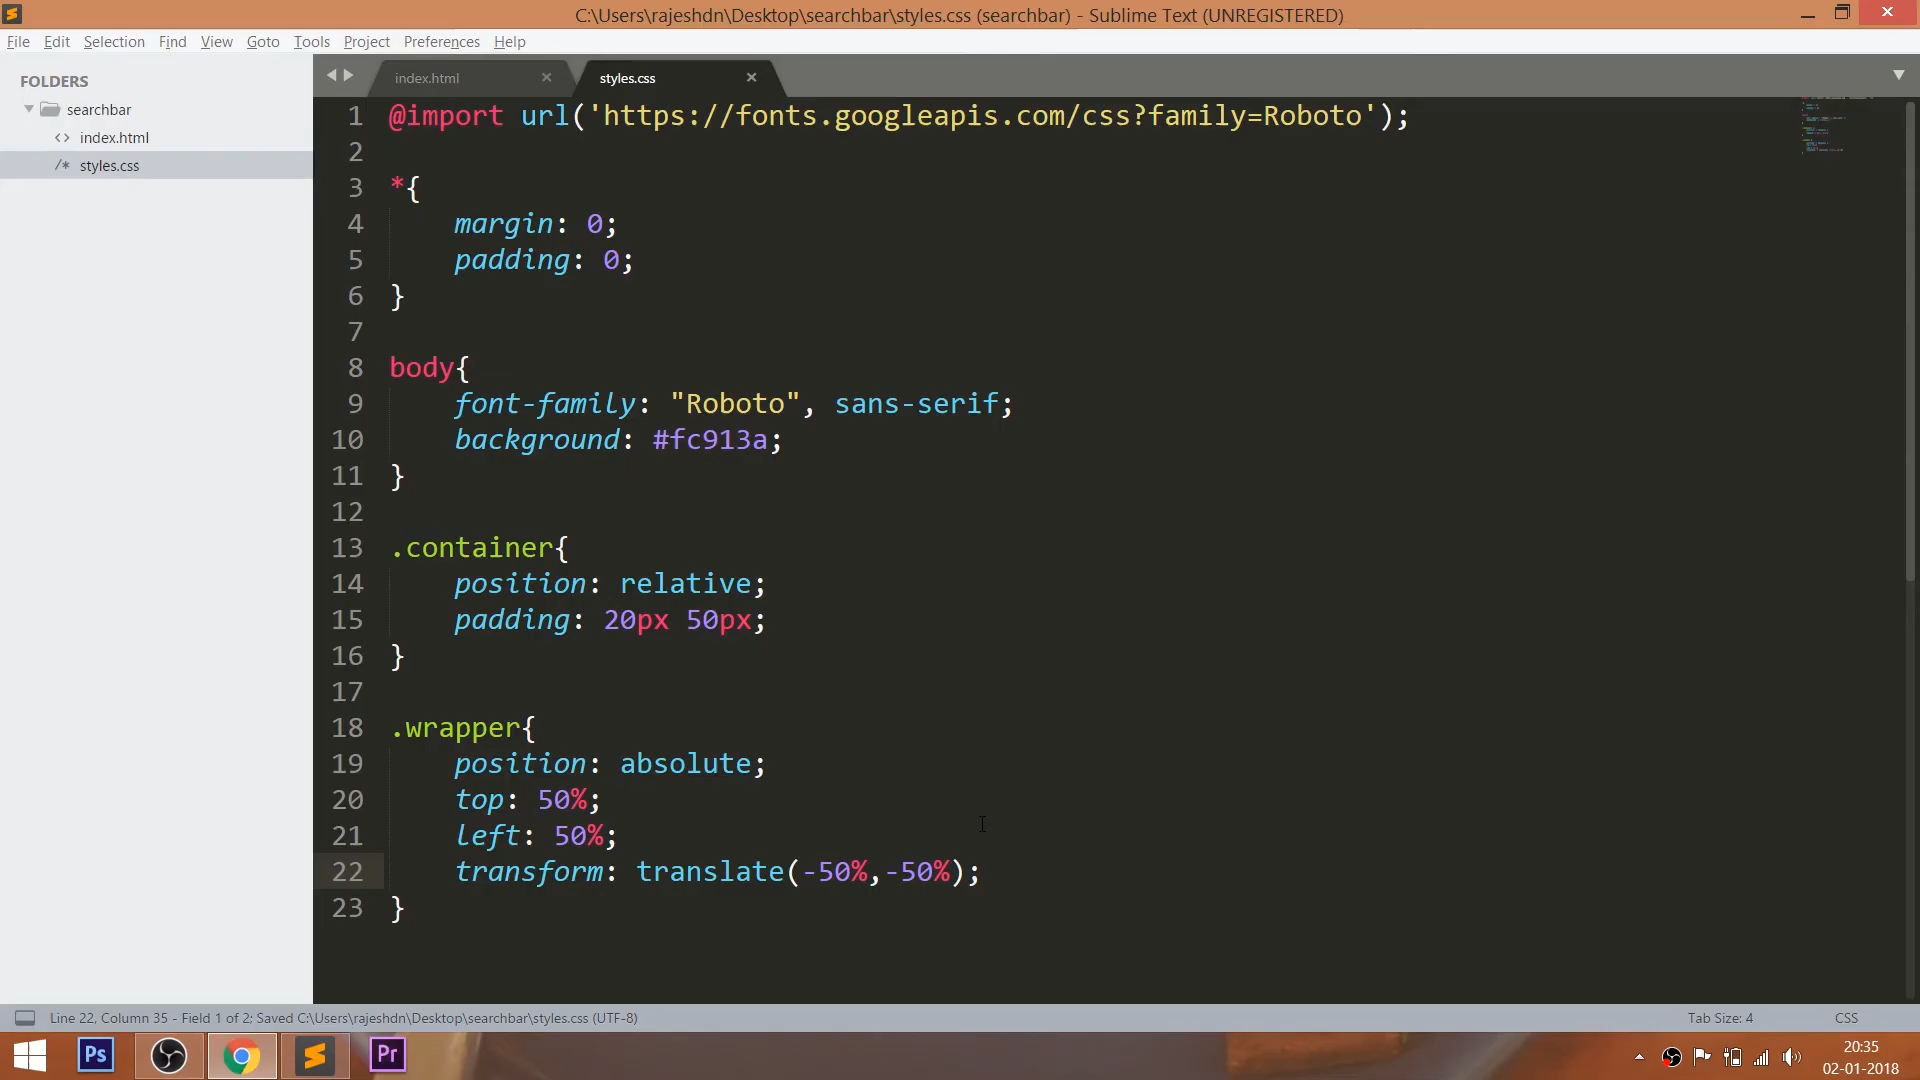 C:\Users\rajeshdn\Desktop\searchbar\styles.css (searchbar) - Sublime Text (UNREGISTERED)
File Edit Selection Find View Goto Tools Project Preferences Help
FOLDERS
searchbar
<> index.html
/* styles.css
index.html
styles.css
1 @import url('https://fonts.googleapis.com/css?family=Roboto');
2
3 *{
4 margin: 0;
5 padding: 0;
6 }
7
8 body{
9 font-family: "Roboto", sans-serif;
10 background: #fc913a;
11 }
12
13 .container{
14 position: relative;
15 padding: 20px 50px;
16 }
17
18 .wrapper{
19 position: absolute;
20 top: 50%;
21 left: 50%;
22 transform: translate(-50%,-50%);
23 }
Line 22, Column 35 - Field 1 of 2; Saved C:\Users\rajeshdn\Desktop\searchbar\styles.css (UTF-8)
Tab Size: 4
CSS
Ps
Pr
20:35
02-01-2018